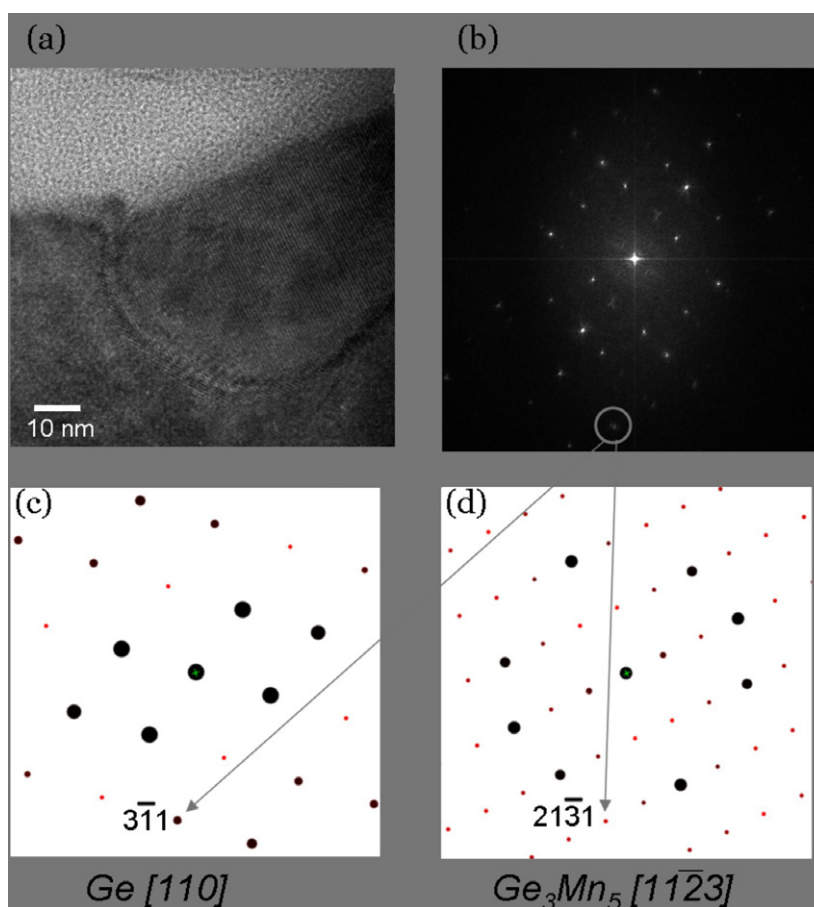 (a)
(b)
10 nm
(c)
(d)
31̅1̅
213̅1
Ge [110]
Ge₃Mn₅ [112̅3̅]